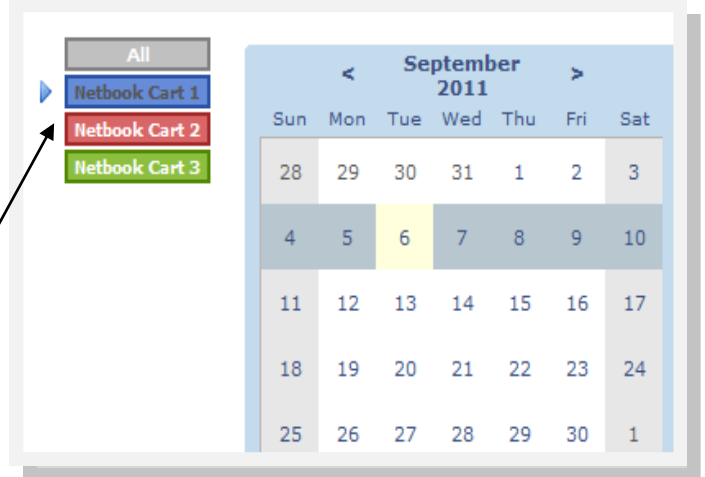 All
Netbook Cart 1
Netbook Cart 2
Netbook Cart 3
< September 2011 >
Sun Mon Tue Wed Thu Fri Sat
28 29 30 31 1 2 3
4 5 6 7 8 9 10
11 12 13 14 15 16 17
18 19 20 21 22 23 24
25 26 27 28 29 30 1